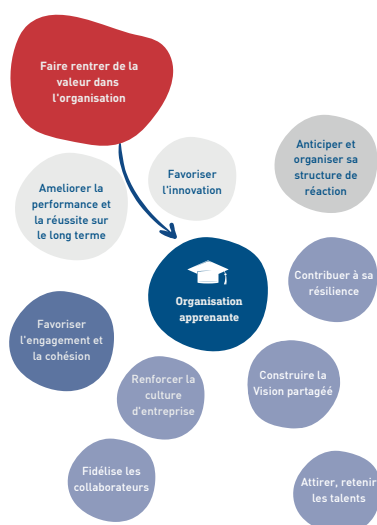 Faire rentrer de la
valeur dans
l'organisation
Anticiper et
organiser sa
structure de
réaction
Favoriser
l'innovation
Ameliorer la
performance et
la réussite sur
le long terme
Organisation
apprenante
Contribuer à sa
résilience
Favoriser
l'engagement et
la cohésion
Renforcer la
culture
d'entreprise
Construire la
Vision partagéé
Fidélise les
collaborateurs
Attirer, retenir
les talents